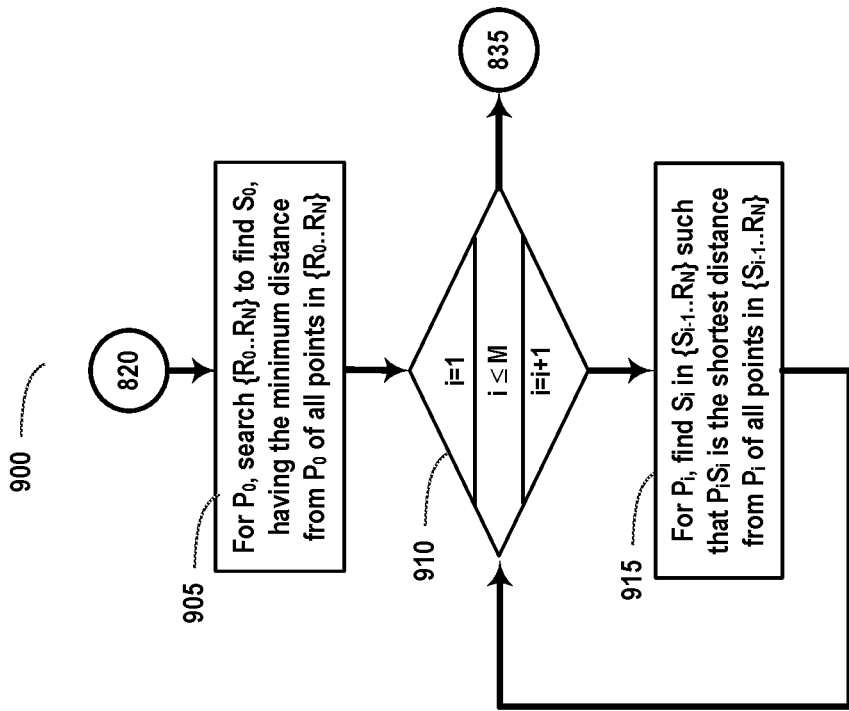 900
820
905
For P₀, search {R₀..R_N} to find S₀,
having the minimum distance
from P₀ of all points in {R₀..R_N}
910
i=1
i ≤ M
i=i+1
835
915
For Pᵢ, find Sᵢ in {Sᵢ₋₁..R_N} such
that PᵢSᵢ is the shortest distance
from Pᵢ of all points in {Sᵢ₋₁..R_N}